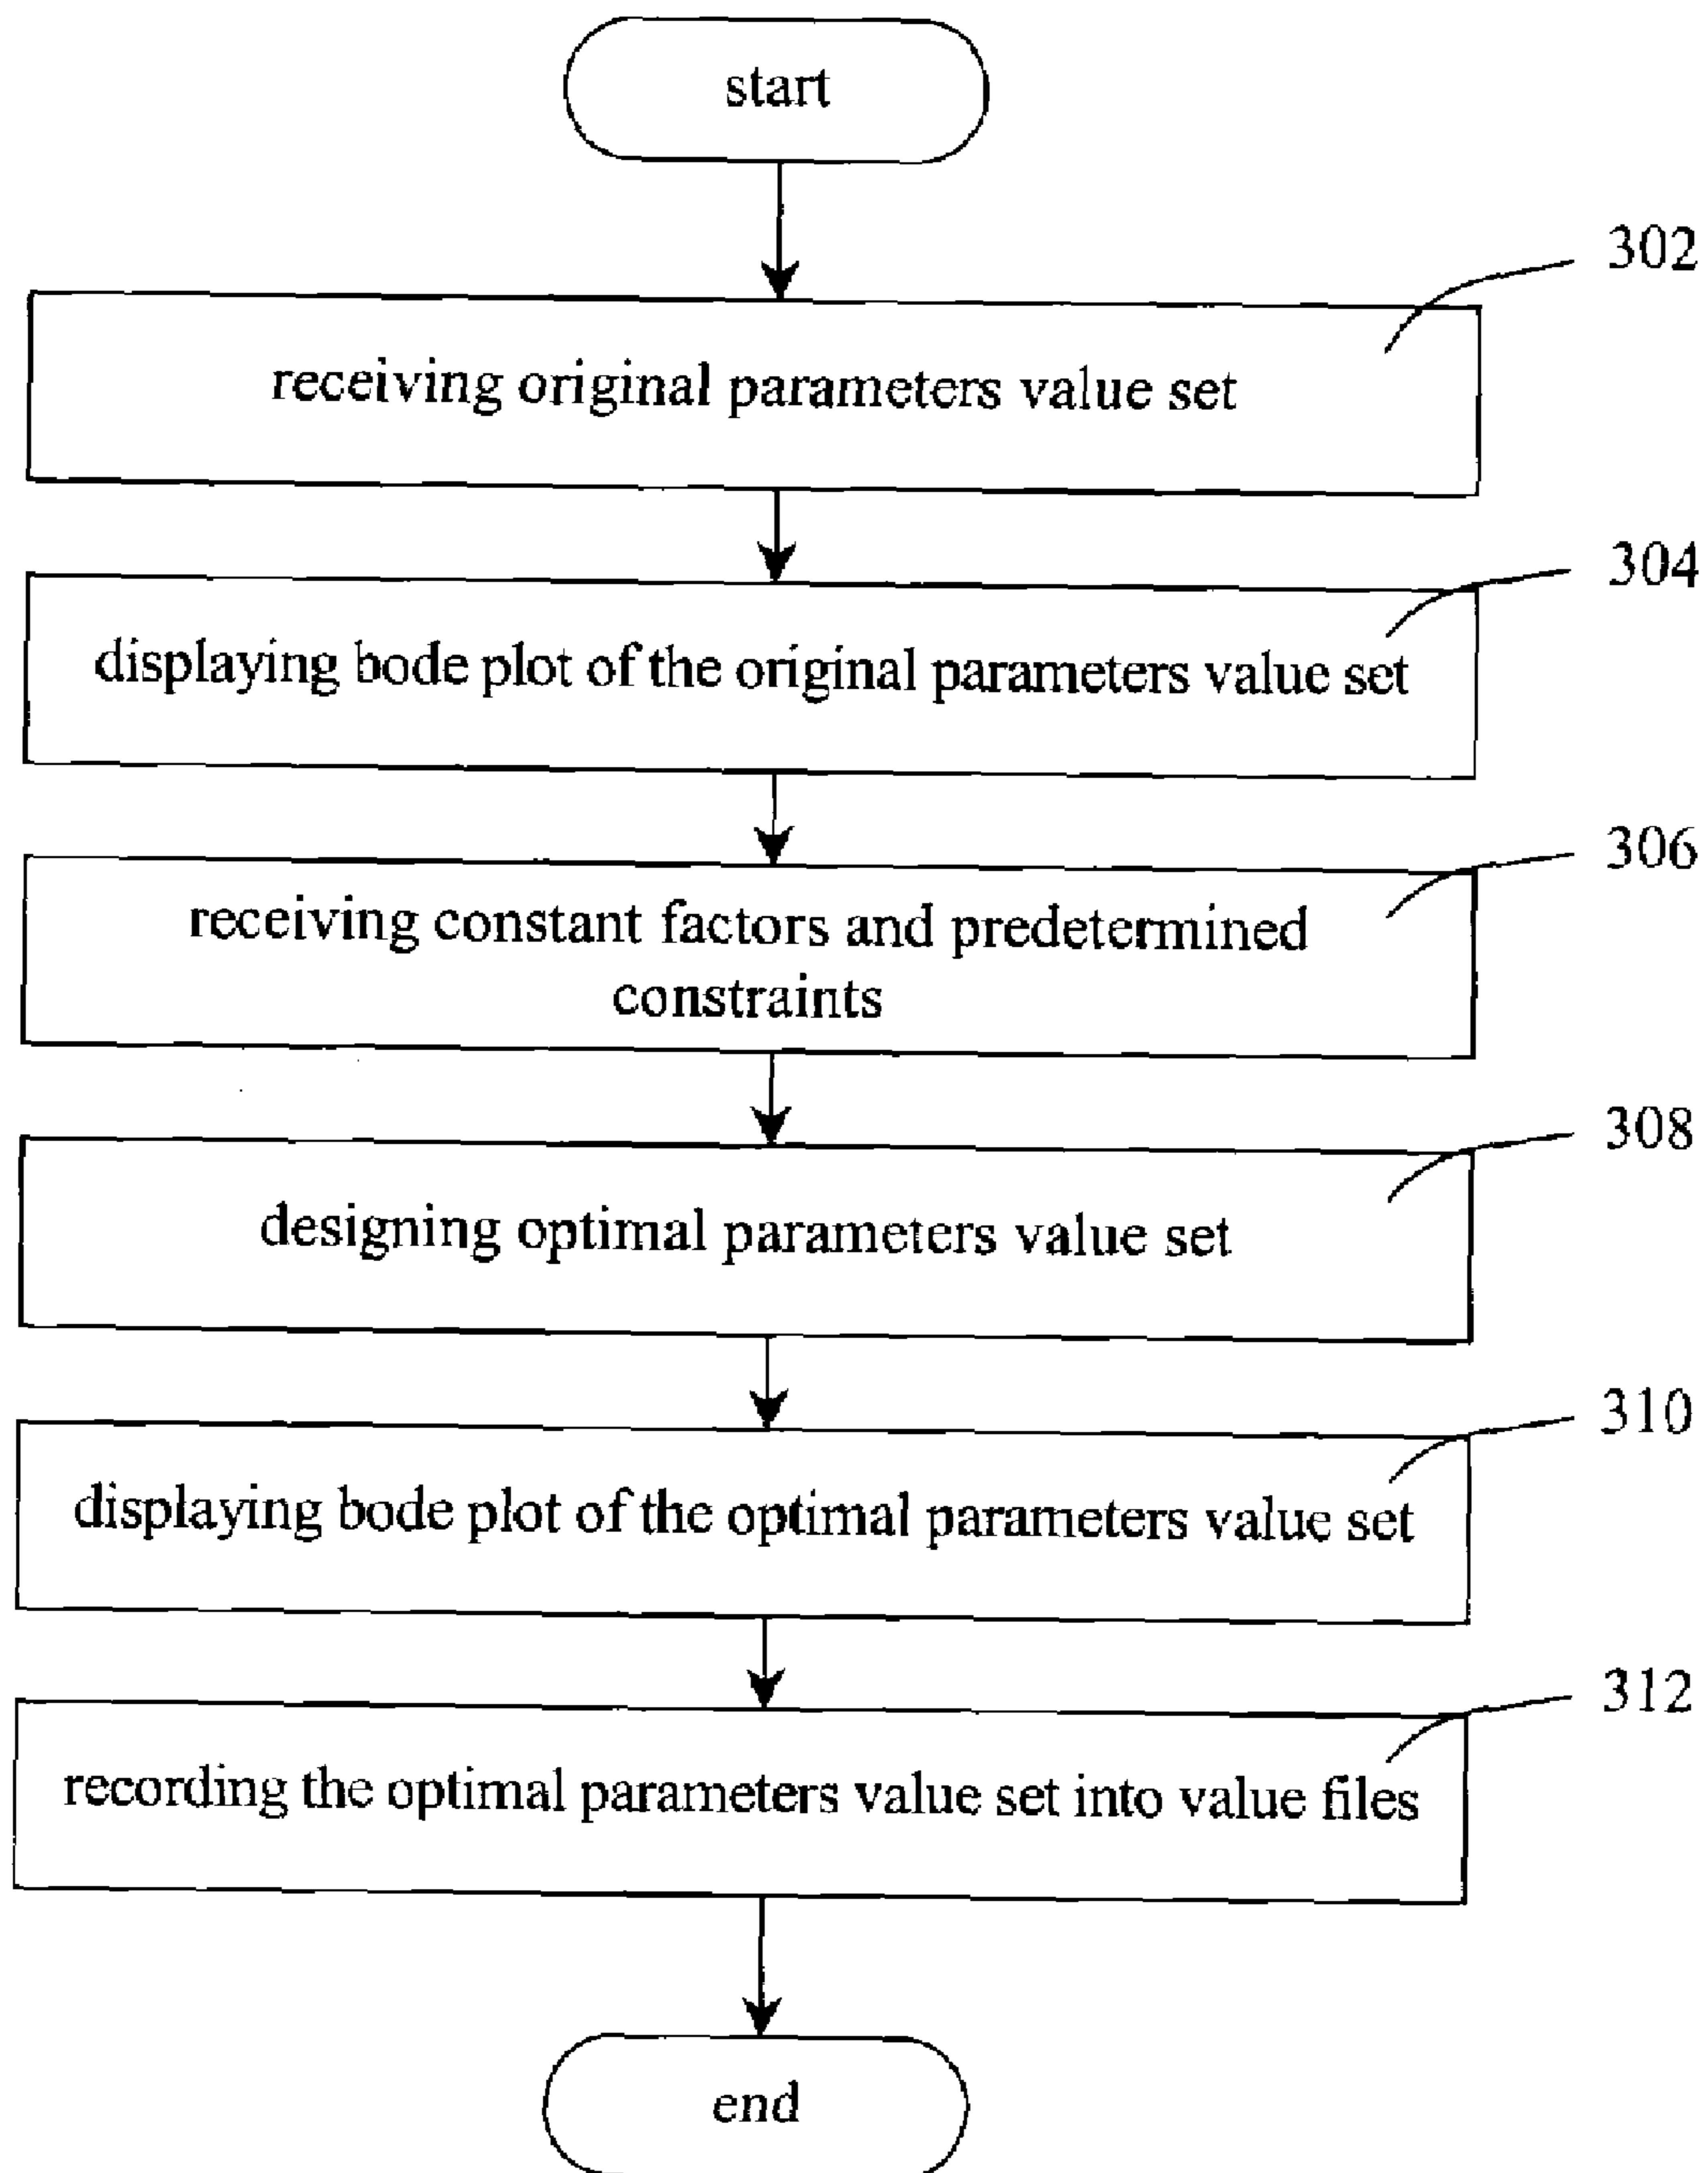 start
302
receiving original parameters value set
304
displaying bode plot of the original parameters value set
306
receiving constant factors and predetermined
constraints
308
designing optimal parameters value set
310
displaying bode plot of the optimal parameters value set
312
recording the optimal parameters value set into value files
end